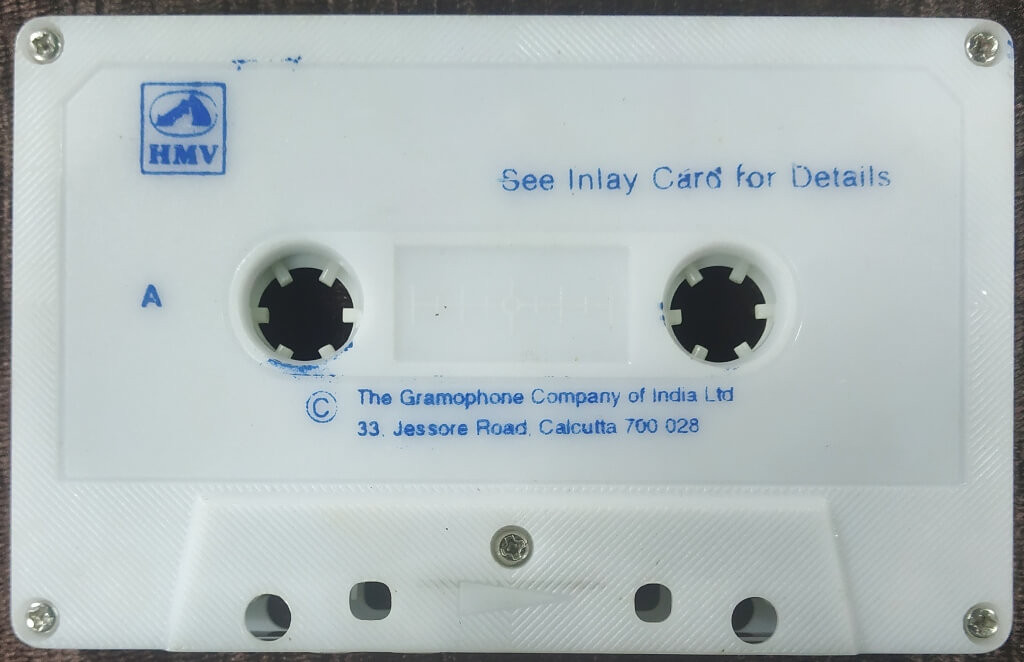 HMV
See Inlay Card for Details
A
© The Gramophone Company of India Ltd
33, Jessore Road, Calcutta 700 028